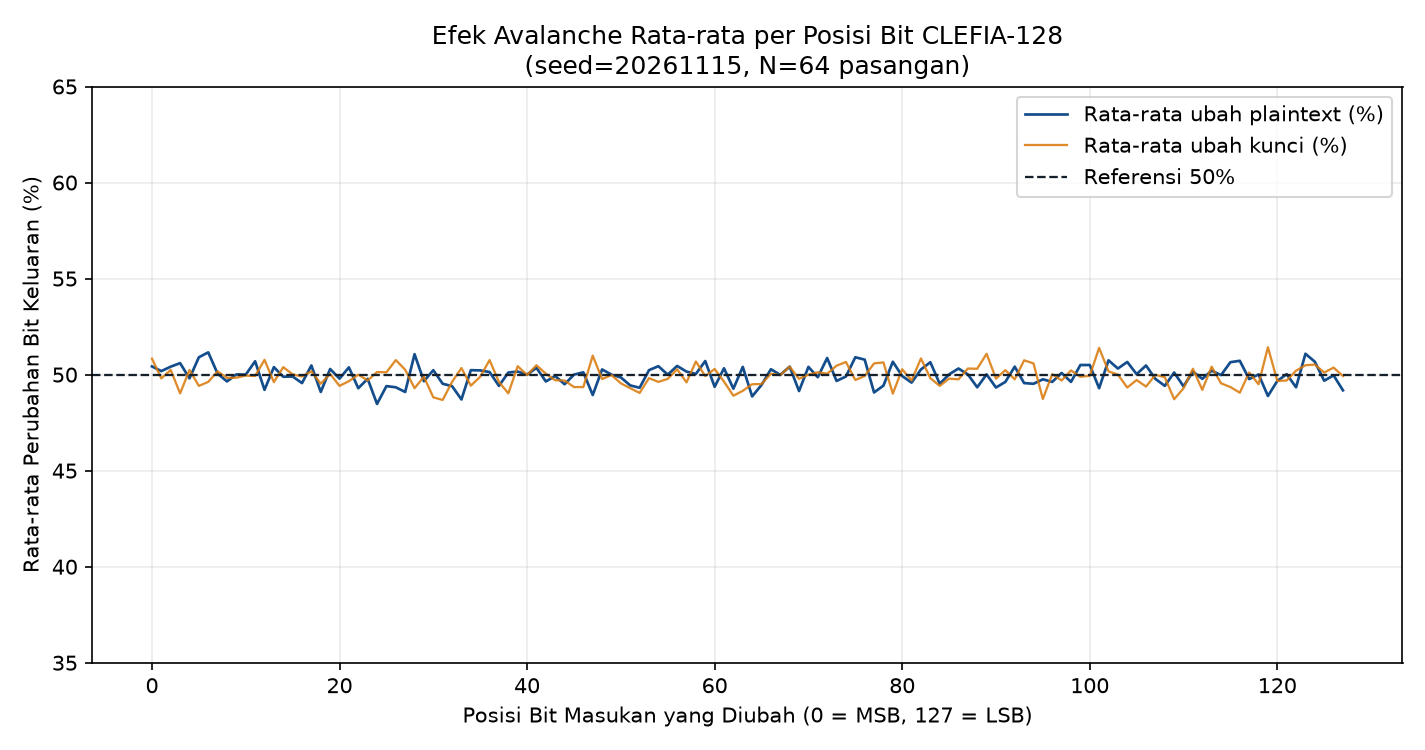 Efek Avalanche Rata-rata per Posisi Bit CLEFIA-128
(seed=20261115, N=64 pasangan)
Rata-rata Perubahan Bit Keluaran (%)
65
60
55
50
45
40
35
Rata-rata ubah plaintext (%)
Rata-rata ubah kunci (%)
Referensi 50%
0 20 40 60 80 100 120
Posisi Bit Masukan yang Diubah (0 = MSB, 127 = LSB)